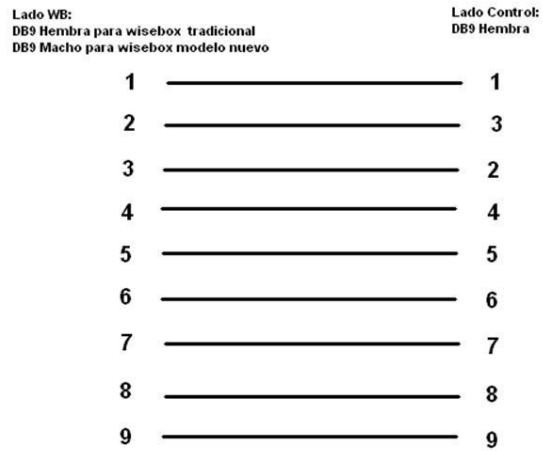 Lado WB:
DB9 Hembra para wisebox tradicional
DB9 Macho para wisebox modelo nuevo
Lado Control:
DB9 Hembra
1 1
2 3
3 2
4 4
5 5
6 6
7 7
8 8
9 9